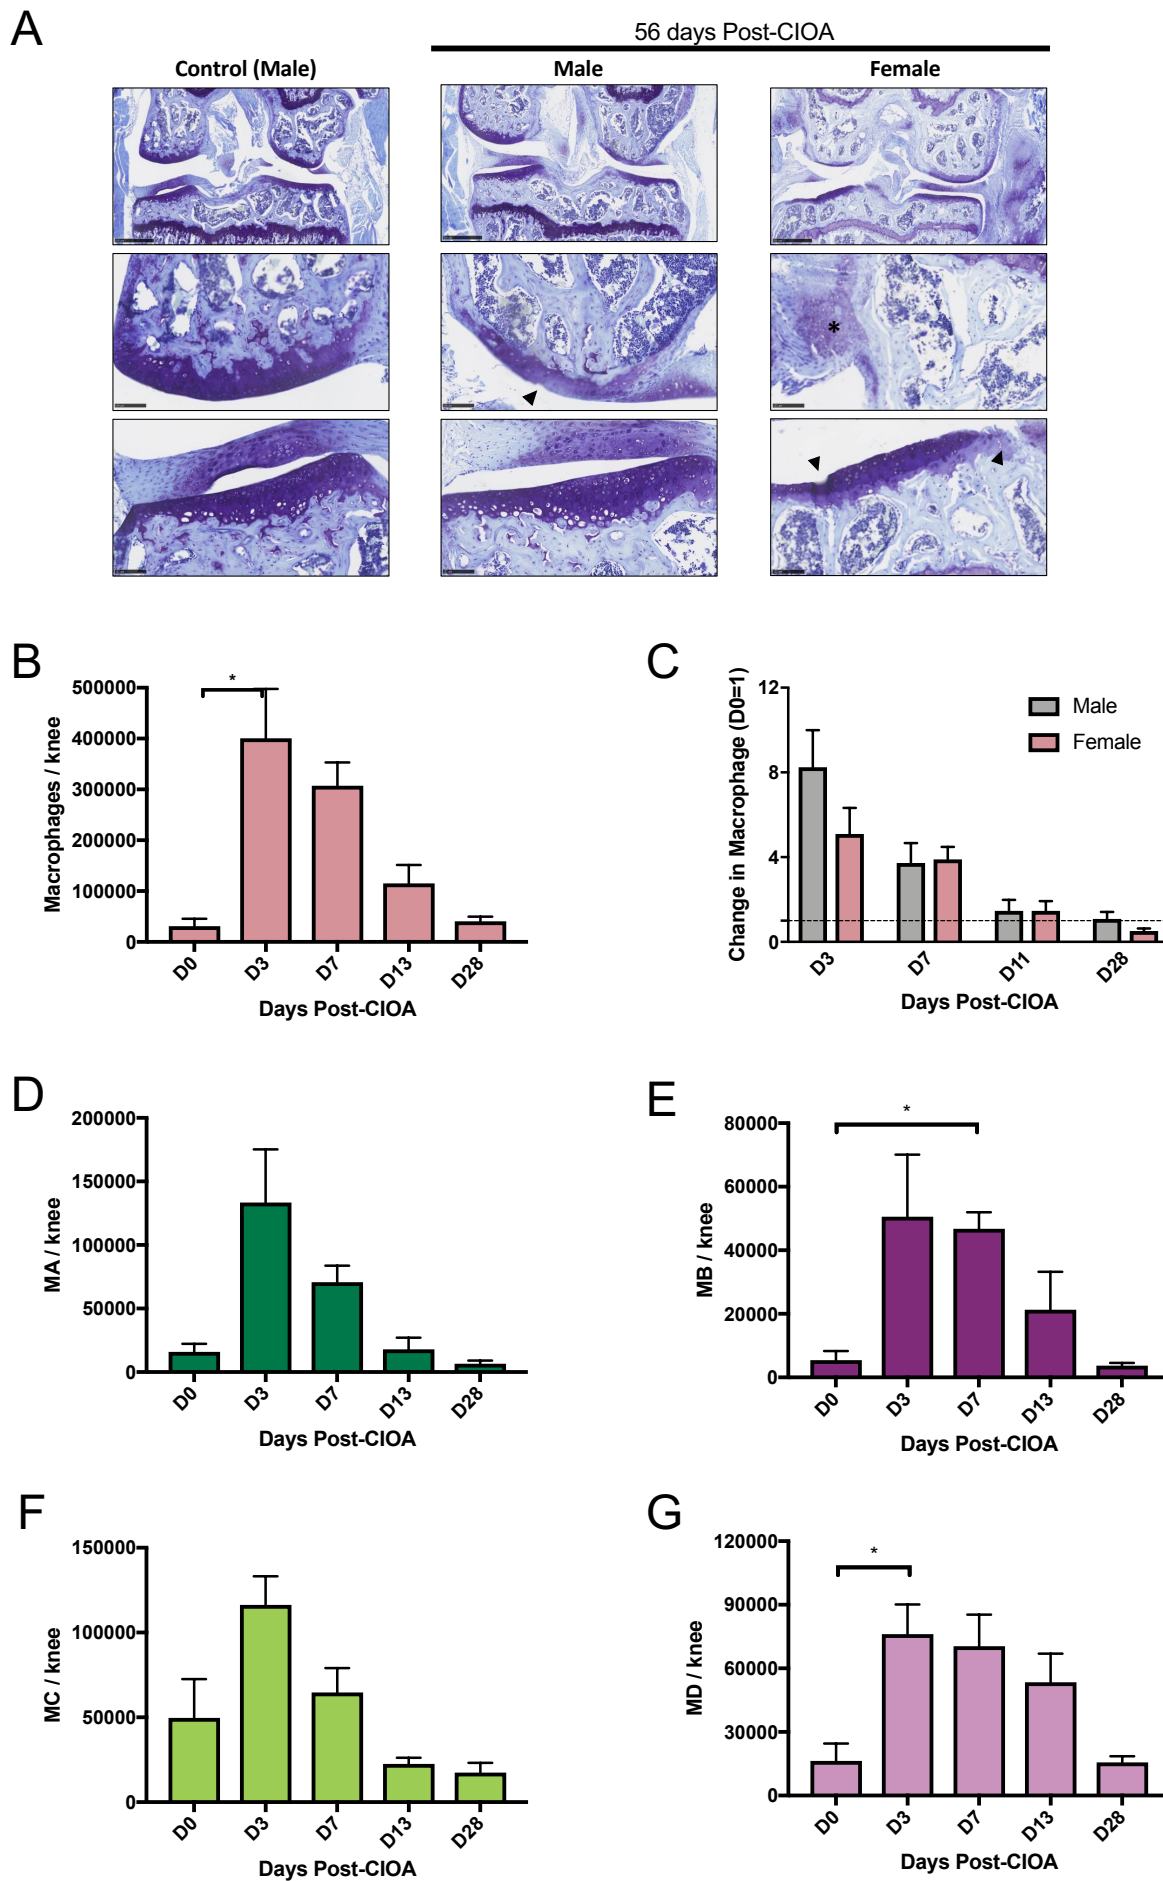 A
56 days Post-CIOA
Control (Male)
Male
Female
*
B
Macrophages / knee
500000
400000
300000
200000
100000
0
*
D0
D3
D7
D13
D28
Days Post-CIOA
C
Change in Macrophage (D0=1)
12
8
4
0
Male
Female
D3
D7
D11
D28
Days Post-CIOA
D
MA / knee
200000
150000
100000
50000
0
D0
D3
D7
D13
D28
Days Post-CIOA
E
MB / knee
80000
60000
40000
20000
0
*
D0
D3
D7
D13
D28
Days Post-CIOA
F
MC / knee
150000
100000
50000
0
D0
D3
D7
D13
D28
Days Post-CIOA
G
MD / knee
120000
90000
60000
30000
0
*
D0
D3
D7
D13
D28
Days Post-CIOA